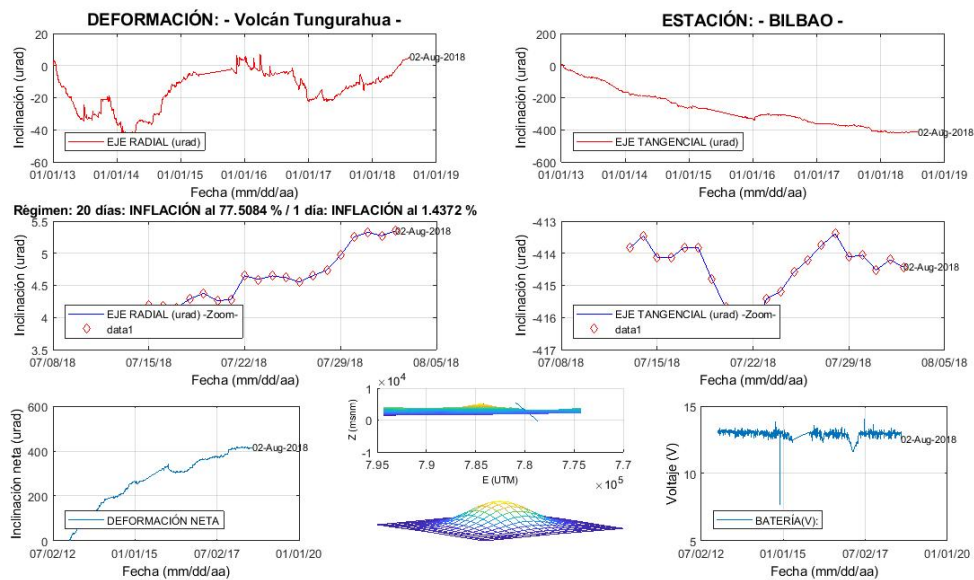 DEFORMACIÓN: - Volcán Tungurahua -
20
0
-20
-40
-60
Inclinación (urad)
02-Aug-2018
EJE RADIAL (urad)
01/01/13 01/01/14 01/01/15 01/01/16 01/01/17 01/01/18 01/01/19
Fecha (mm/dd/aa)
ESTACIÓN: - BILBAO -
200
0
-200
-400
-600
Inclinación (urad)
02-Aug-2018
EJE TANGENCIAL (urad)
01/01/13 01/01/14 01/01/15 01/01/16 01/01/17 01/01/18 01/01/19
Fecha (mm/dd/aa)
Régimen: 20 días: INFLACIÓN al 77.5084 % / 1 día: INFLACIÓN al 1.4372 %
5.5
5
4.5
4
3.5
Inclinación (urad)
02-Aug-2018
EJE RADIAL (urad) -Zoom-
data1
07/08/18 07/15/18 07/22/18 07/29/18 08/05/18
Fecha (mm/dd/aa)
-413
-414
-415
-416
-417
Inclinación (urad)
02-Aug-2018
EJE TANGENCIAL (urad) -Zoom-
data1
07/08/18 07/15/18 07/22/18 07/29/18 08/05/18
Fecha (mm/dd/aa)
600
400
200
0
Inclinación neta (urad)
02-Aug-2018
DEFORMACIÓN NETA
07/02/12 01/01/15 07/02/17 01/01/20
Fecha (mm/dd/aa)
× 10^4
1
0
-1
Z (msnm)
7.795 7.79 7.785 7.78 7.775 7.77
E (UTM)
× 10^5
15
10
5
Voltaje (V)
02-Aug-2018
BATERÍA(V):
07/02/12 01/01/15 07/02/17 01/01/20
Fecha (mm/dd/aa)